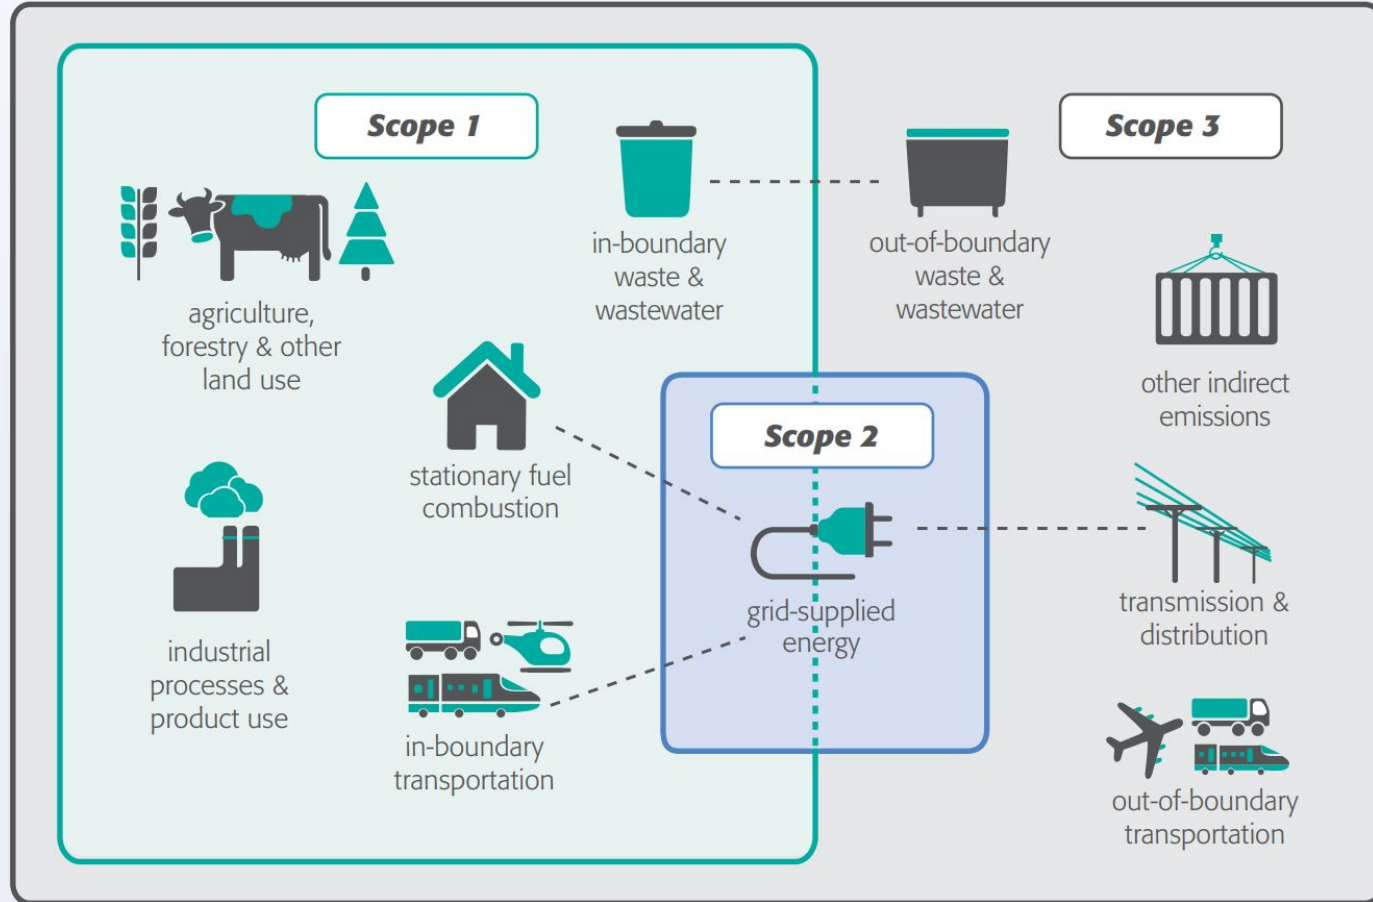 Scope 1
Scope 3
in-boundary
waste &
wastewater
out-of-boundary
waste &
wastewater
agriculture,
forestry & other
land use
other indirect
emissions
Scope 2
stationary fuel
combustion
grid-supplied
energy
transmission &
distribution
industrial
processes &
product use
in-boundary
transportation
out-of-boundary
transportation